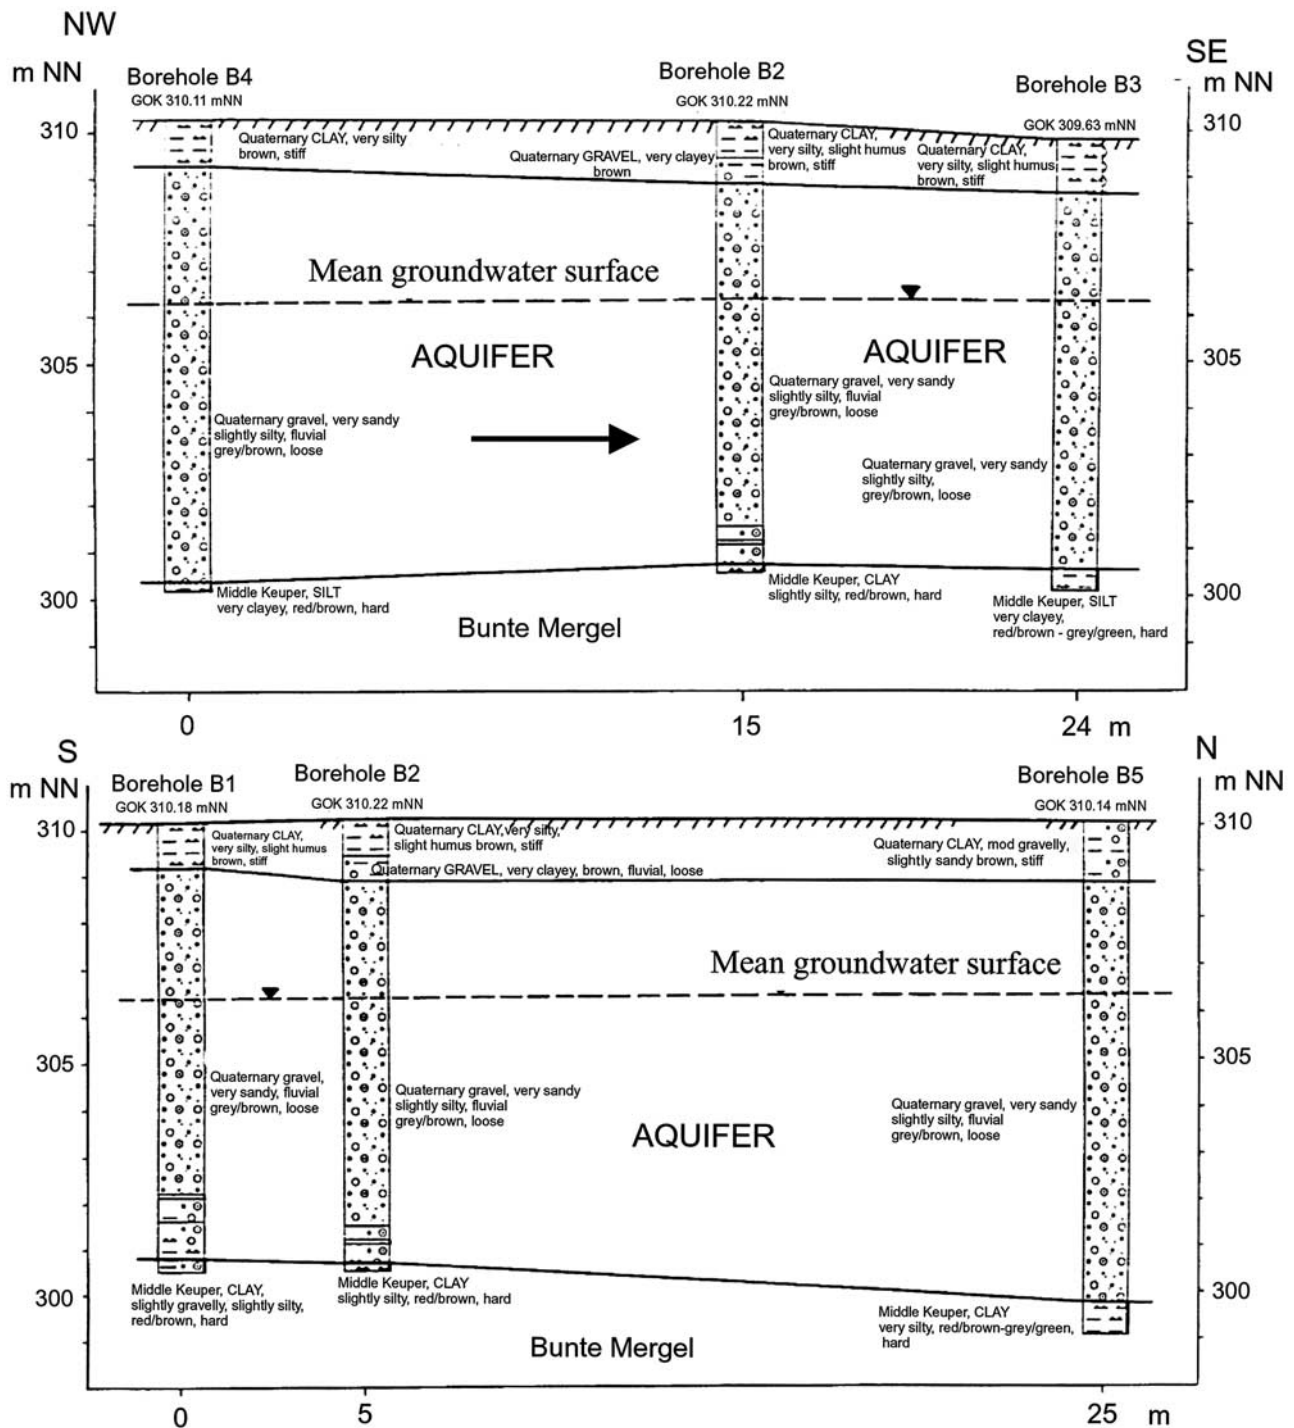 NW
SE
m NN
Borehole B4
Borehole B2
Borehole B3
m NN
GOK 310.11 mNN
GOK 310.22 mNN
GOK 309.63 mNN
310
310
Quaternary CLAY, very silty
brown, stiff
Quaternary GRAVEL, very clayey
brown
Quaternary CLAY,
very silty, slight humus
brown, stiff
Quaternary CLAY,
very silty, slight humus
brown, stiff
Mean groundwater surface
AQUIFER
AQUIFER
305
305
Quaternary gravel, very sandy
slightly silty, fluvial
grey/brown, loose
Quaternary gravel, very sandy
slightly silty, fluvial
grey/brown, loose
Quaternary gravel, very sandy
slightly silty,
grey/brown, loose
300
300
Middle Keuper, SILT
very clayey, red/brown, hard
Middle Keuper, CLAY
slightly silty, red/brown, hard
Middle Keuper, SILT
very clayey,
red/brown - grey/green, hard
Bunte Mergel
0
15
24 m
S
N
m NN
Borehole B1
Borehole B2
Borehole B5
m NN
GOK 310.18 mNN
GOK 310.22 mNN
GOK 310.14 mNN
310
310
Quaternary CLAY,
very silty, slight humus
brown, stiff
Quaternary CLAY,very silty,
slight humus brown, stiff
Quaternary GRAVEL, very clayey, brown, fluvial, loose
Quaternary CLAY, mod gravelly,
slightly sandy brown, stiff
Mean groundwater surface
305
305
Quaternary gravel,
very sandy, fluvial
grey/brown, loose
Quaternary gravel, very sandy
slightly silty, fluvial
grey/brown, loose
AQUIFER
Quaternary gravel, very sandy
slightly silty, fluvial
grey/brown, loose
300
300
Middle Keuper, CLAY,
slightly gravelly, slightly silty,
red/brown, hard
Middle Keuper, CLAY
slightly silty, red/brown, hard
Middle Keuper, CLAY
very silty, red/brown-grey/green,
hard
Bunte Mergel
0
5
25
m